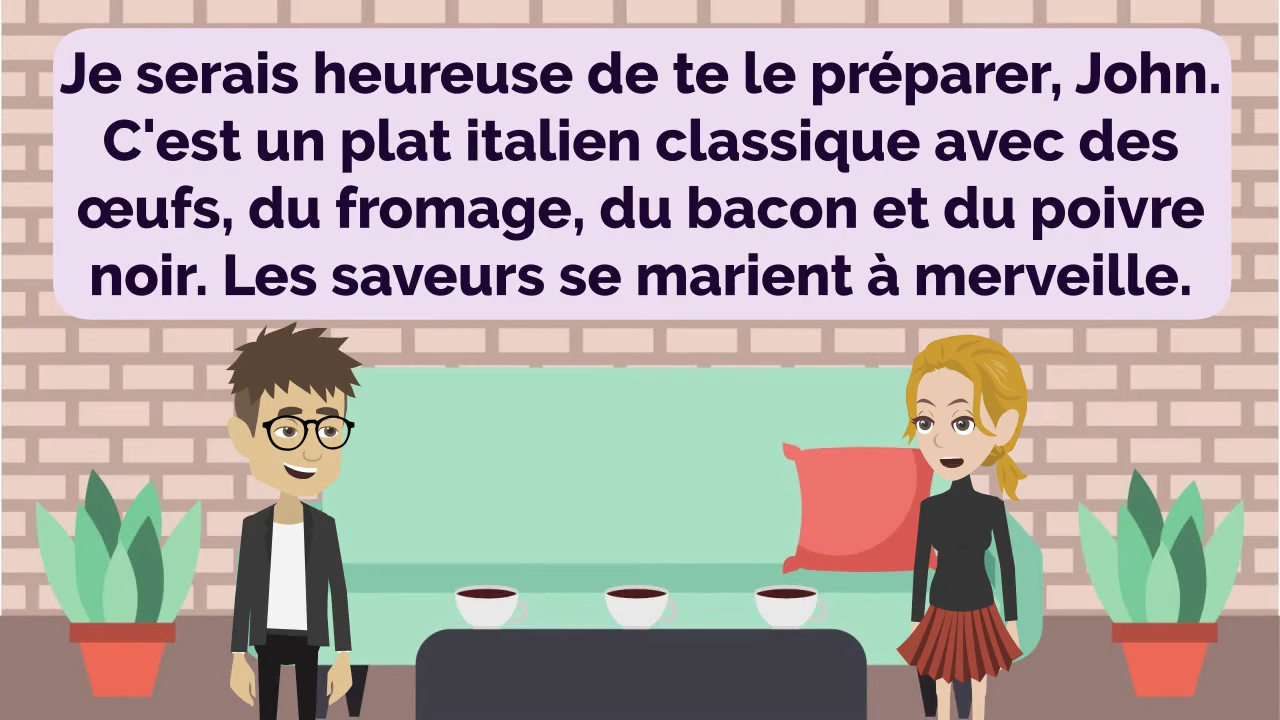 Je serais heureuse de te le préparer, John.
C'est un plat italien classique avec des
œufs, du fromage, du bacon et du poivre
noir. Les saveurs se marient à merveille.